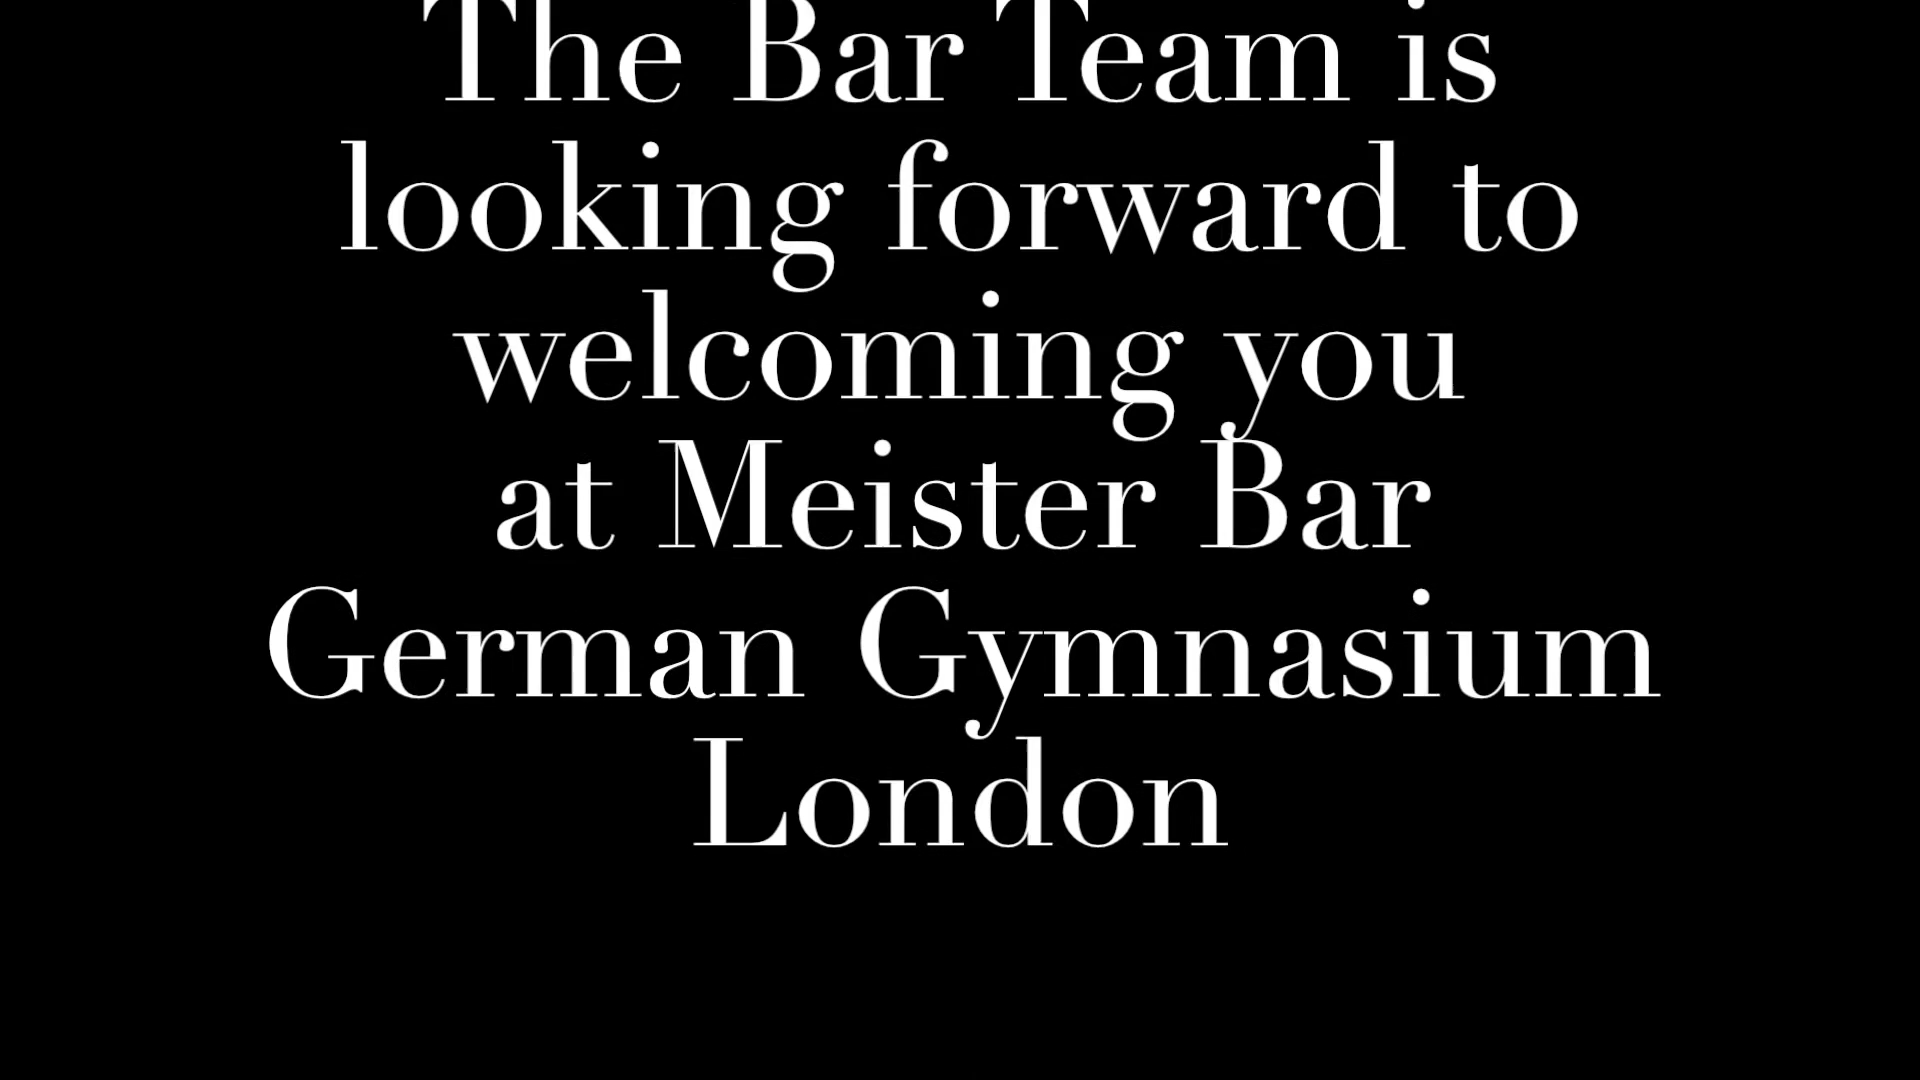 The Bar Team is
looking forward to
welcoming you
at Meister Bar
German Gymnasium
London